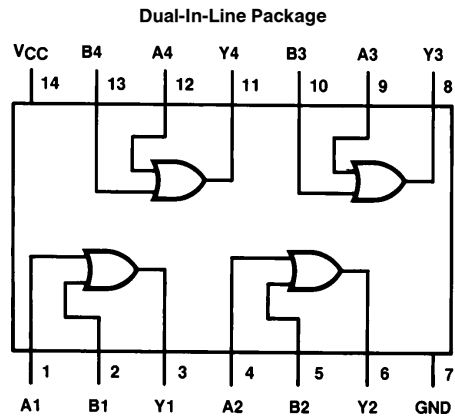 Dual-In-Line Package
VCC B4 A4 Y4 B3 A3 Y3
14 13 12 11 10 9 8
1 2 3 4 5 6 7
A1 B1 Y1 A2 B2 Y2 GND